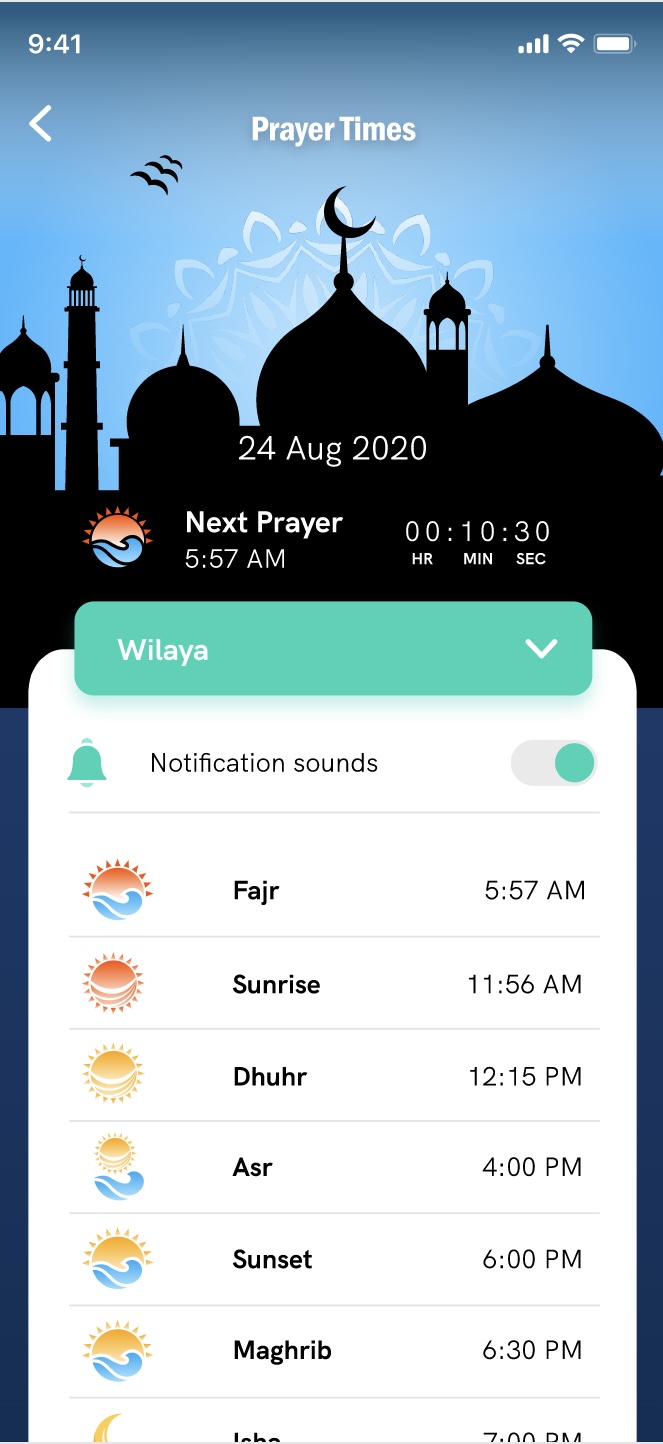 9:41
Prayer Times
24 Aug 2020
Next Prayer
5:57 AM
00:10:30
HR MIN SEC
Wilaya
Notification sounds
Fajr 5:57 AM
Sunrise 11:56 AM
Dhuhr 12:15 PM
Asr 4:00 PM
Sunset 6:00 PM
Maghrib 6:30 PM
Isha 7:00 PM